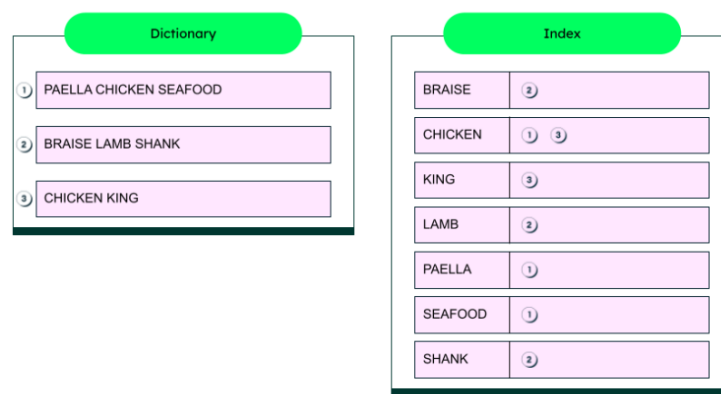 Dictionary
1 PAELLA CHICKEN SEAFOOD
2 BRAISE LAMB SHANK
3 CHICKEN KING
Index
BRAISE 2
CHICKEN 1 3
KING 3
LAMB 2
PAELLA 1
SEAFOOD 1
SHANK 2